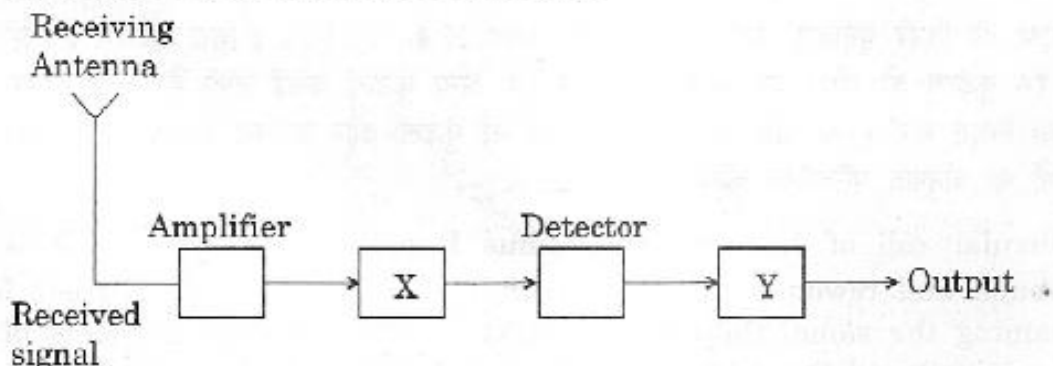 Receiving
Antenna
Amplifier
Detector
X
Y
Output
Received
signal